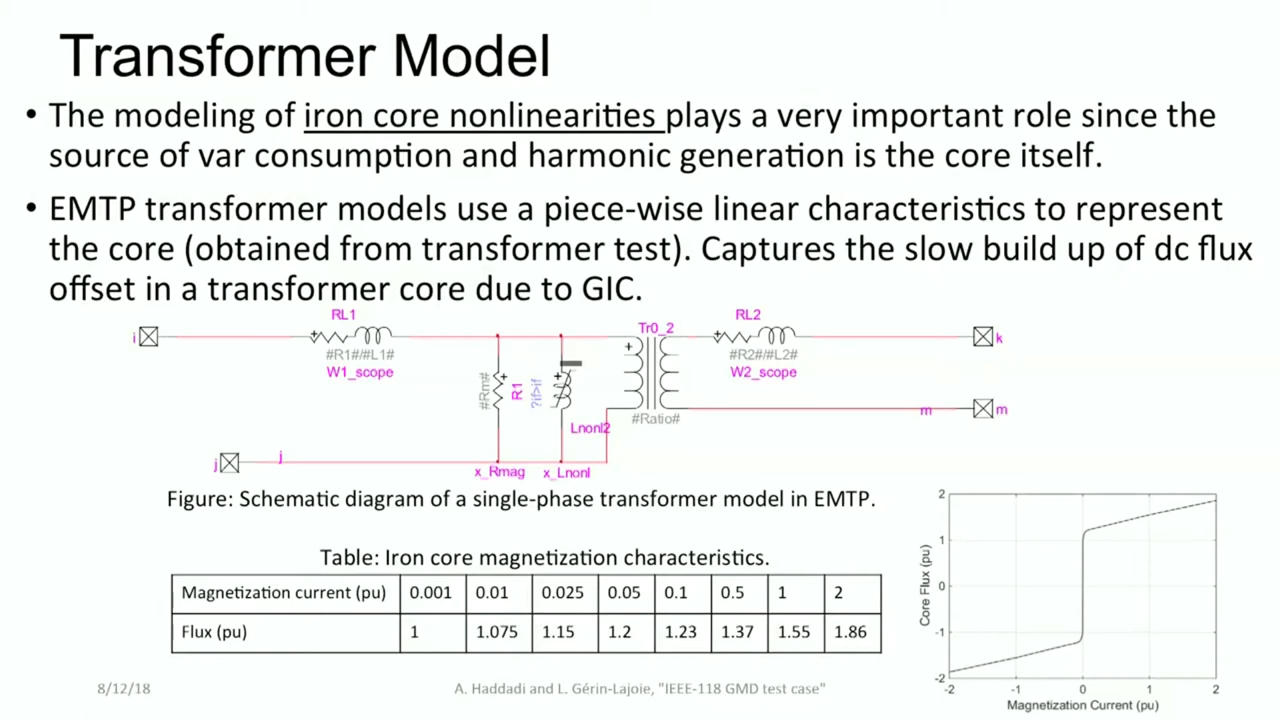 Transformer Model
• The modeling of iron core nonlinearities plays a very important role since the
source of var consumption and harmonic generation is the core itself.
• EMTP transformer models use a piece-wise linear characteristics to represent
the core (obtained from transformer test). Captures the slow build up of dc flux
offset in a transformer core due to GIC.
RL1
RL2
Tr0_2
i
+
+
+
k
#R1#/#L1#
#R2#/#L2#
W1_scope
W2_scope
#Rm#
+
R1
?if>if
+
#Ratio#
m
m
Lnonl2
j
j
x_Rmag
x_Lnonl
Figure: Schematic diagram of a single-phase transformer model in EMTP.
Table: Iron core magnetization characteristics.
Magnetization current (pu) 0.001 0.01 0.025 0.05 0.1 0.5 1 2
Flux (pu) 1 1.075 1.15 1.2 1.23 1.37 1.55 1.86
Core Flux (pu)
2
1
0
-1
-2
-2 -1 0 1 2
Magnetization Current (pu)
8/12/18
A. Haddadi and L. Gérin-Lajoie, "IEEE-118 GMD test case"